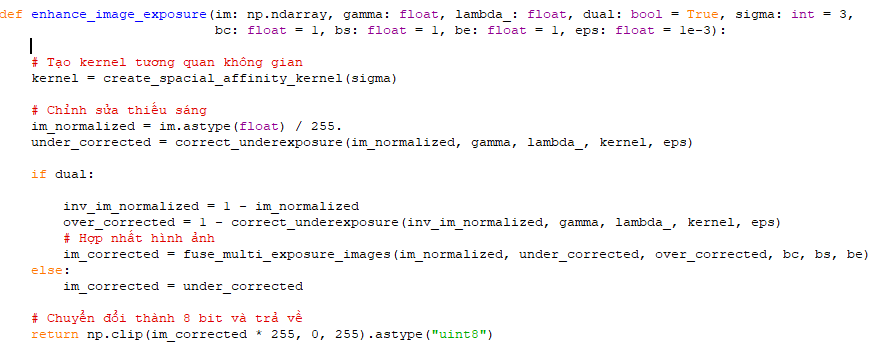 def enhance_image_exposure(im: np.ndarray, gamma: float, lambda_: float, dual: bool = True, sigma: int = 3,
                           bc: float = 1, bs: float = 1, be: float = 1, eps: float = 1e-3):
    # Tạo kernel tương quan không gian
    kernel = create_spacial_affinity_kernel(sigma)
    # Chỉnh sửa thiếu sáng
    im_normalized = im.astype(float) / 255.
    under_corrected = correct_underexposure(im_normalized, gamma, lambda_, kernel, eps)
    if dual:
        inv_im_normalized = 1 - im_normalized
        over_corrected = 1 - correct_underexposure(inv_im_normalized, gamma, lambda_, kernel, eps)
        # Hợp nhất hình ảnh
        im_corrected = fuse_multi_exposure_images(im_normalized, under_corrected, over_corrected, bc, bs, be)
    else:
        im_corrected = under_corrected
    # Chuyển đổi thành 8 bit và trả về
    return np.clip(im_corrected * 255, 0, 255).astype("uint8")